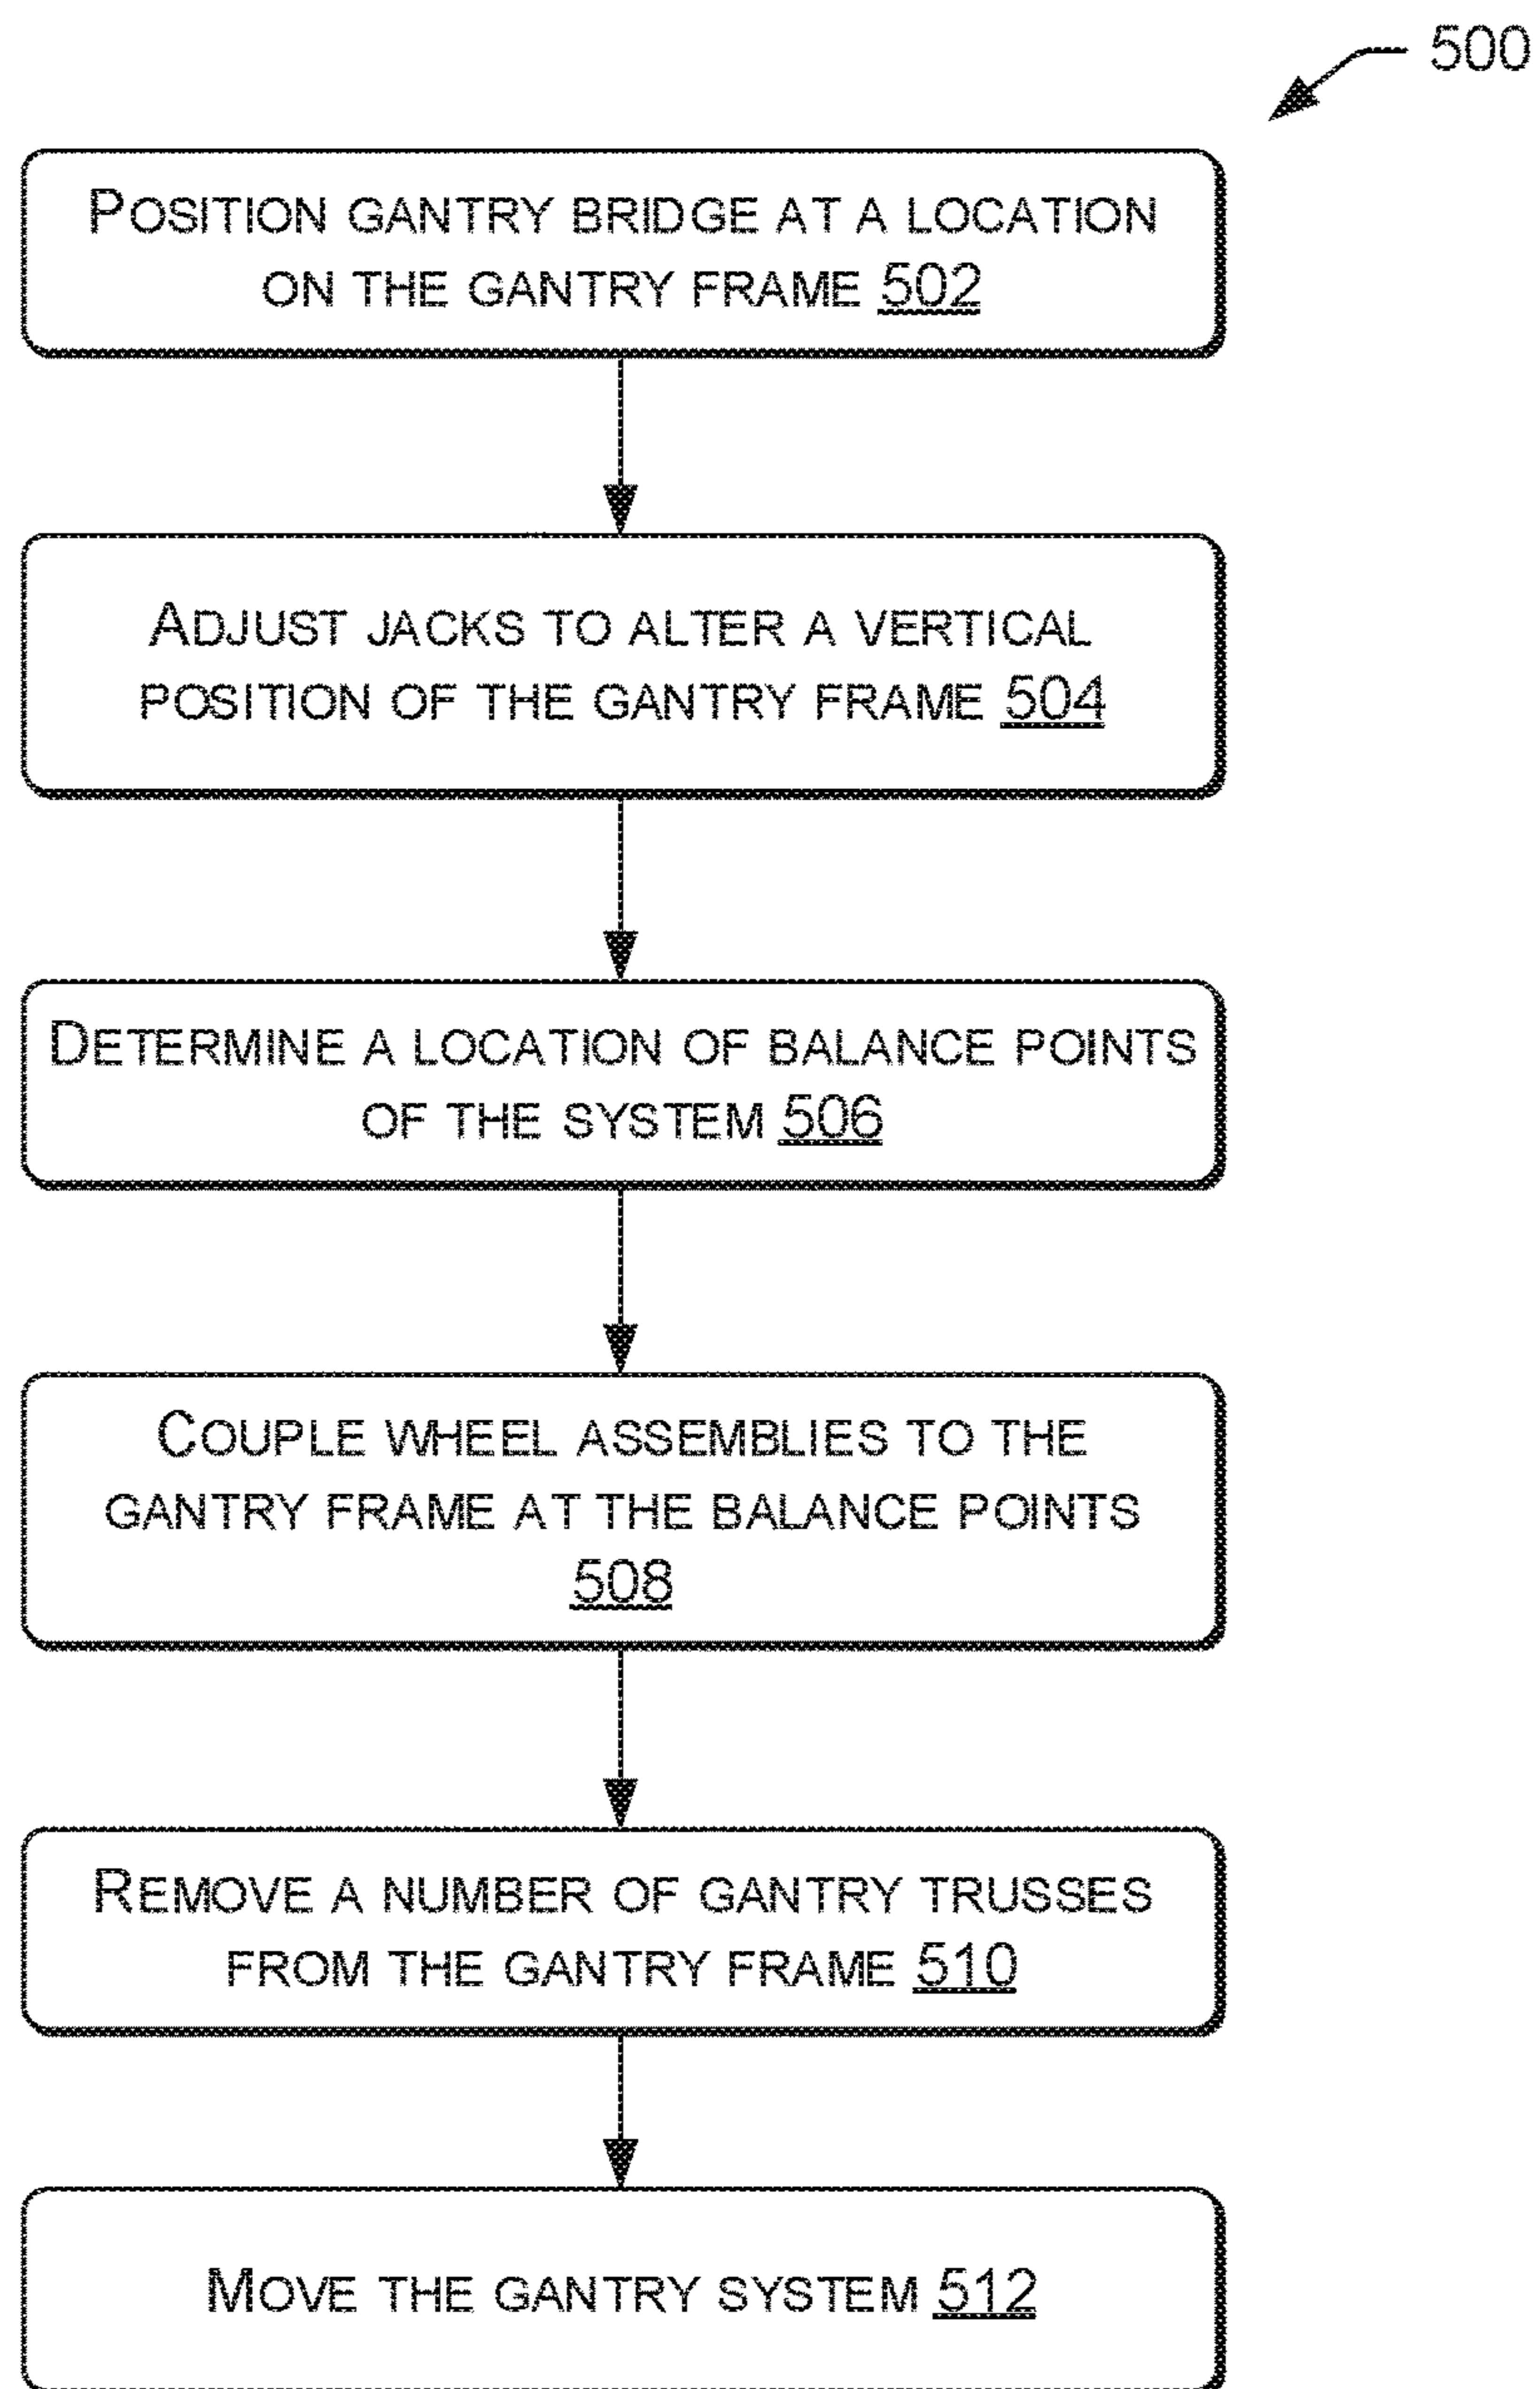 500
POSITION GANTRY BRIDGE AT A LOCATION
ON THE GANTRY FRAME 502
ADJUST JACKS TO ALTER A VERTICAL
POSITION OF THE GANTRY FRAME 504
DETERMINE A LOCATION OF BALANCE POINTS
OF THE SYSTEM 506
COUPLE WHEEL ASSEMBLIES TO THE
GANTRY FRAME AT THE BALANCE POINTS
508
REMOVE A NUMBER OF GANTRY TRUSSES
FROM THE GANTRY FRAME 510
MOVE THE GANTRY SYSTEM 512